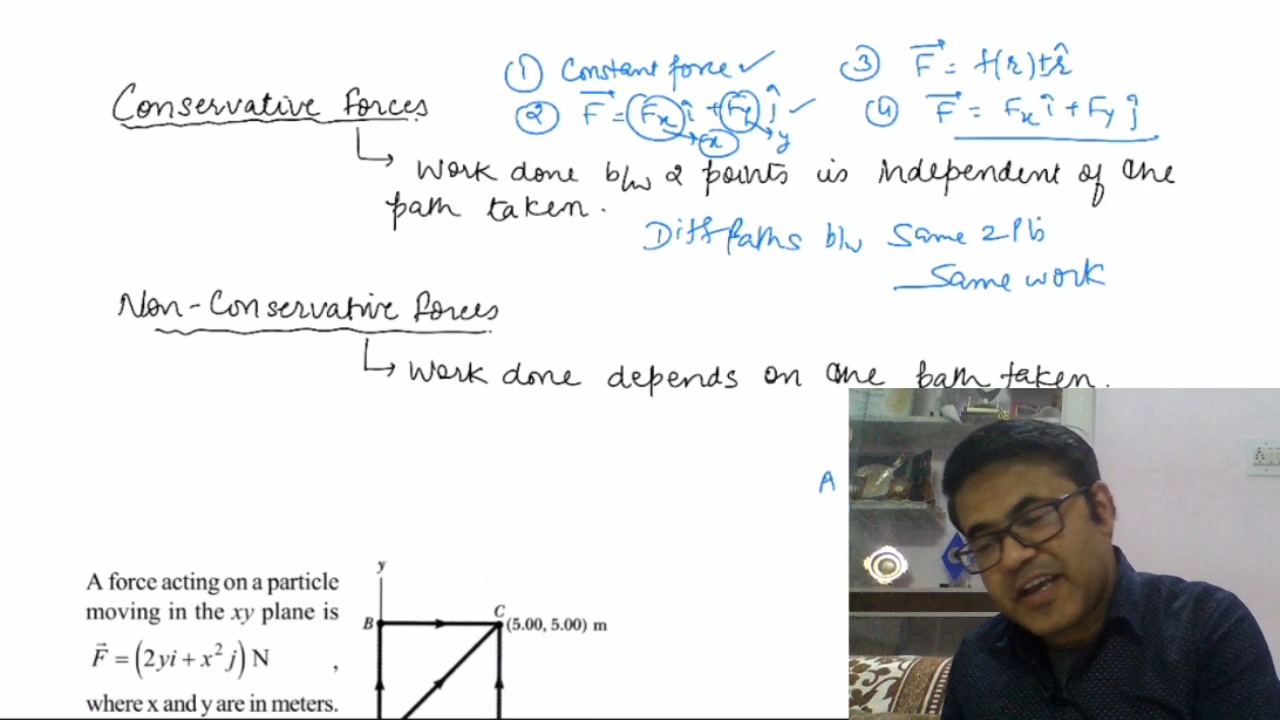 ① Constant force ✓
③ F⃗ = f(r) ± r̂
Conservative forces
② F⃗ = Fx î + Fy ĵ ✓
④ F⃗ = Fx î + Fy ĵ
x y
Work done b/w 2 points is independent of the
path taken.
Diff Paths b/w Same 2 Pts
Same work
Non-Conservative forces
Work done depends on the path taken.
A
A force acting on a particle
moving in the xy plane is
F⃗ = (2yi + x² j) N ,
where x and y are in meters.
y
B
C
(5.00, 5.00) m